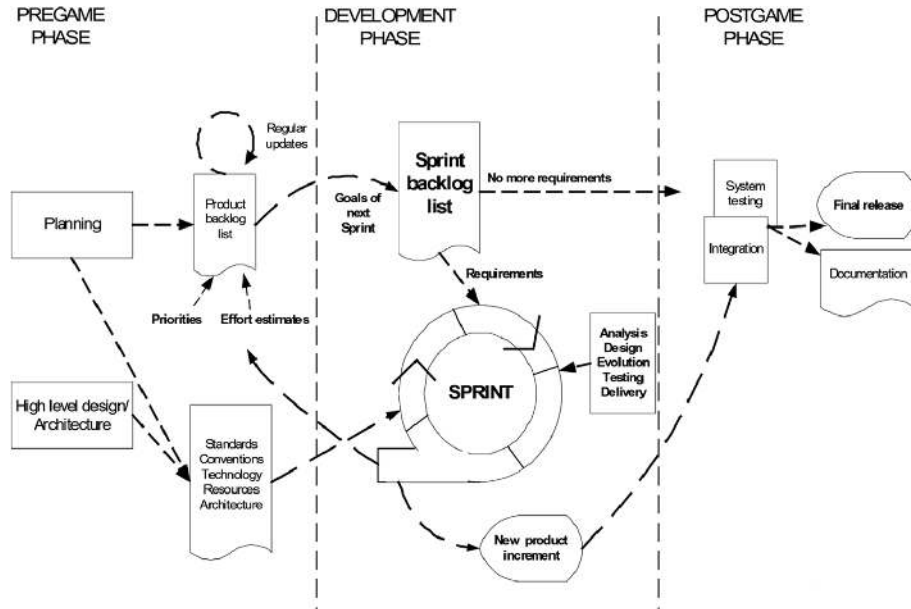 PREGAME
PHASE
DEVELOPMENT
PHASE
POSTGAME
PHASE
Regular
updates
Planning
Product
backlog
list
Priorities
Effort estimates
High level design/
Architecture
Standards
Conventions
Technology
Resources
Architecture
Goals of
next
Sprint
Sprint
backlog
list
No more requirements
Requirements
SPRINT
Analysis
Design
Evolution
Testing
Delivery
New product
increment
System
testing
Integration
Final release
Documentation